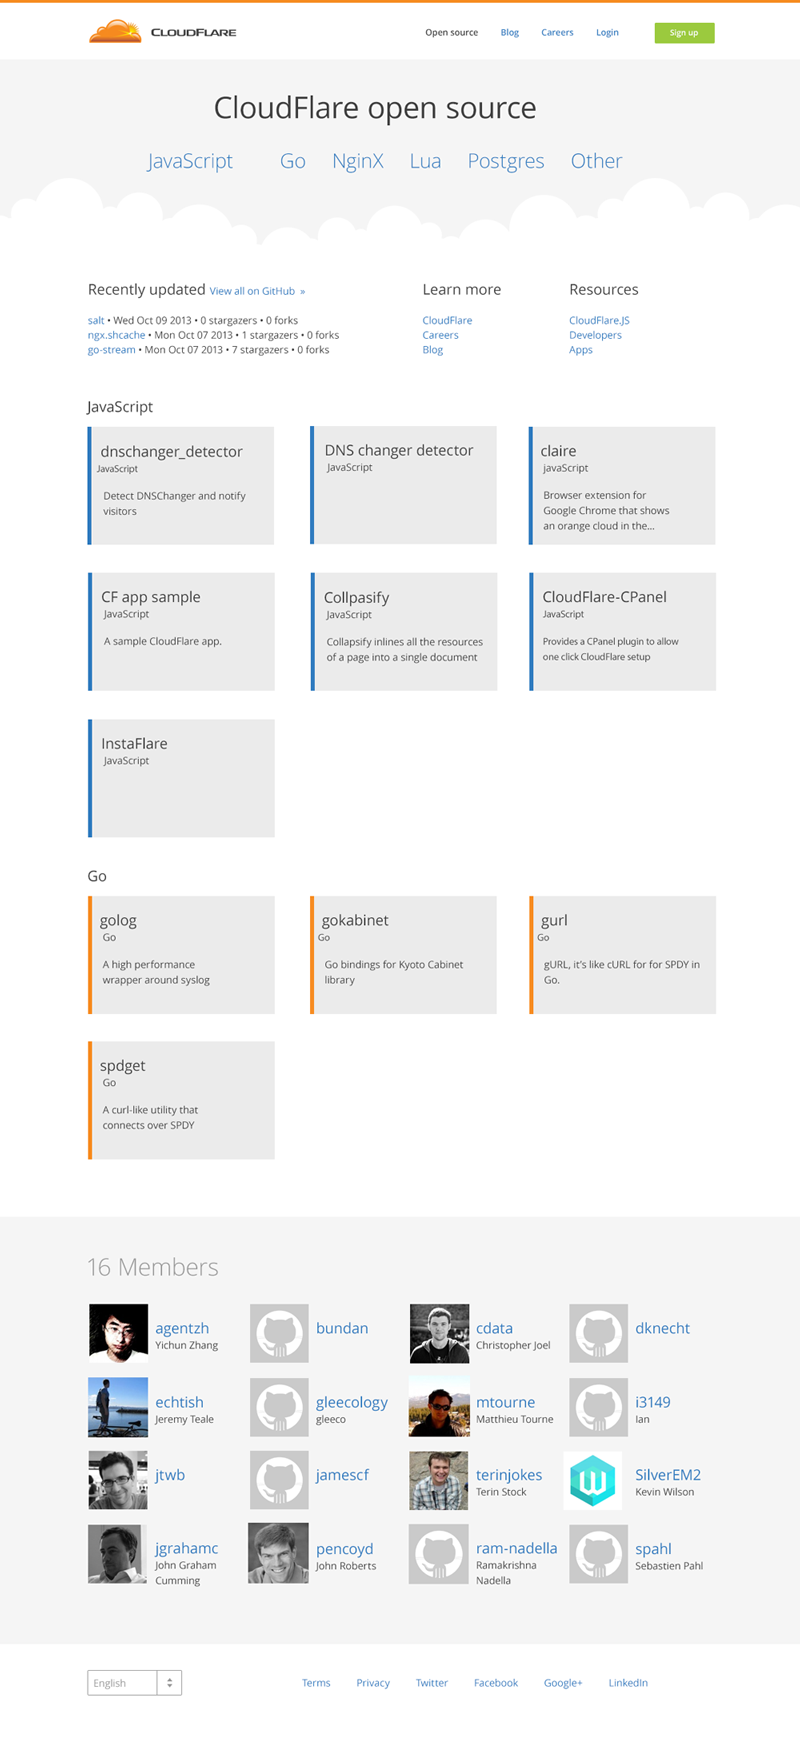 CLOUDFLARE
Open source Blog Careers Login Sign up
CloudFlare open source
JavaScript Go NginX Lua Postgres Other
Recently updated View all on GitHub »
salt • Wed Oct 09 2013 • 0 stargazers • 0 forks
ngx.shcache • Mon Oct 07 2013 • 1 stargazers • 0 forks
go-stream • Mon Oct 07 2013 • 7 stargazers • 0 forks
Learn more
CloudFlare
Careers
Blog
Resources
CloudFlare.JS
Developers
Apps
JavaScript
dnschanger_detector
JavaScript
Detect DNSChanger and notify
visitors
DNS changer detector
JavaScript
claire
javaScript
Browser extension for
Google Chrome that shows
an orange cloud in the...
CF app sample
JavaScript
A sample CloudFlare app.
Collpasify
JavaScript
Collapsify inlines all the resources
of a page into a single document
CloudFlare-CPanel
JavaScript
Provides a CPanel plugin to allow
one click CloudFlare setup
InstaFlare
JavaScript
Go
golog
Go
A high performance
wrapper around syslog
gokabinet
Go
Go bindings for Kyoto Cabinet
library
gurl
Go
gURL, it's like cURL for for SPDY in
Go.
spdget
Go
A curl-like utility that
connects over SPDY
16 Members
agentzh
Yichun Zhang
bundan
cdata
Christopher Joel
dknecht
echtish
Jeremy Teale
gleecology
gleeco
mtourne
Matthieu Tourne
i3149
Ian
jtwb
jamescf
terinjokes
Terin Stock
SilverEM2
Kevin Wilson
jgrahamc
John Graham
Cumming
pencoyd
John Roberts
ram-nadella
Ramakrishna
Nadella
spahl
Sebastien Pahl
English
Terms Privacy Twitter Facebook Google+ LinkedIn